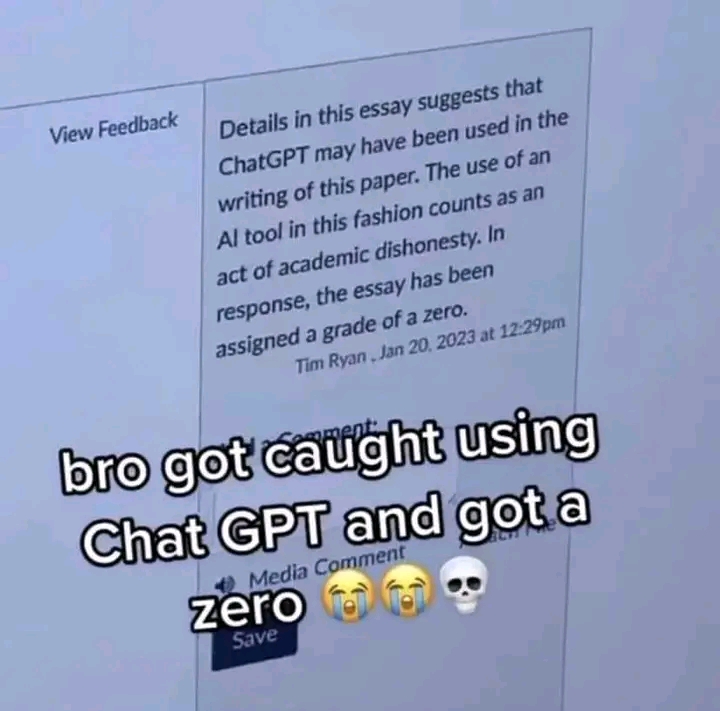 View Feedback
Details in this essay suggests that
ChatGPT may have been used in the
writing of this paper. The use of an
AI tool in this fashion counts as an
act of academic dishonesty. In
response, the essay has been
assigned a grade of a zero.
Tim Ryan , Jan 20, 2023 at 12:29pm
Comment:
bro got caught using
Chat GPT and got a
Media Comment
zero 😭😭💀
Save